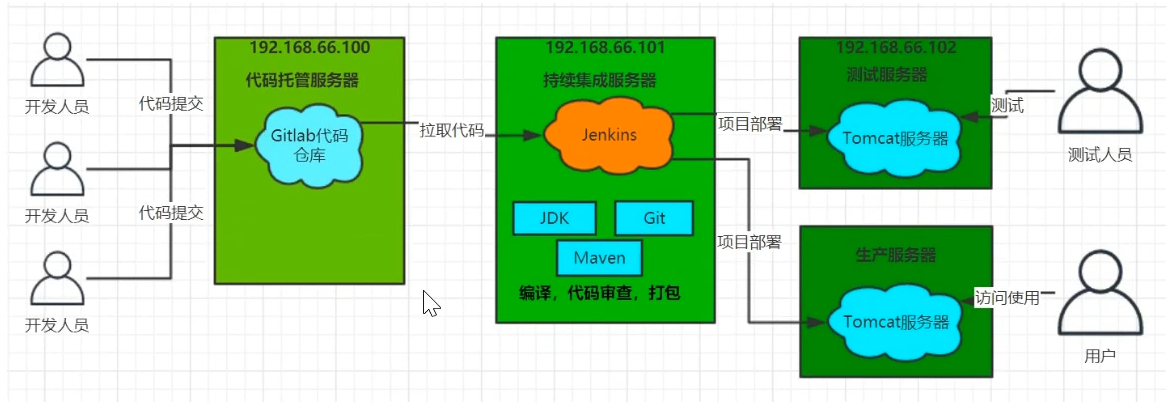 192.168.66.100
代码托管服务器
Gitlab代码
仓库
开发人员
开发人员
开发人员
代码提交
代码提交
拉取代码
192.168.66.101
持续集成服务器
Jenkins
JDK
Git
Maven
编译，代码审查，打包
项目部署
项目部署
192.168.66.102
测试服务器
Tomcat服务器
测试
测试人员
生产服务器
Tomcat服务器
访问使用
用户